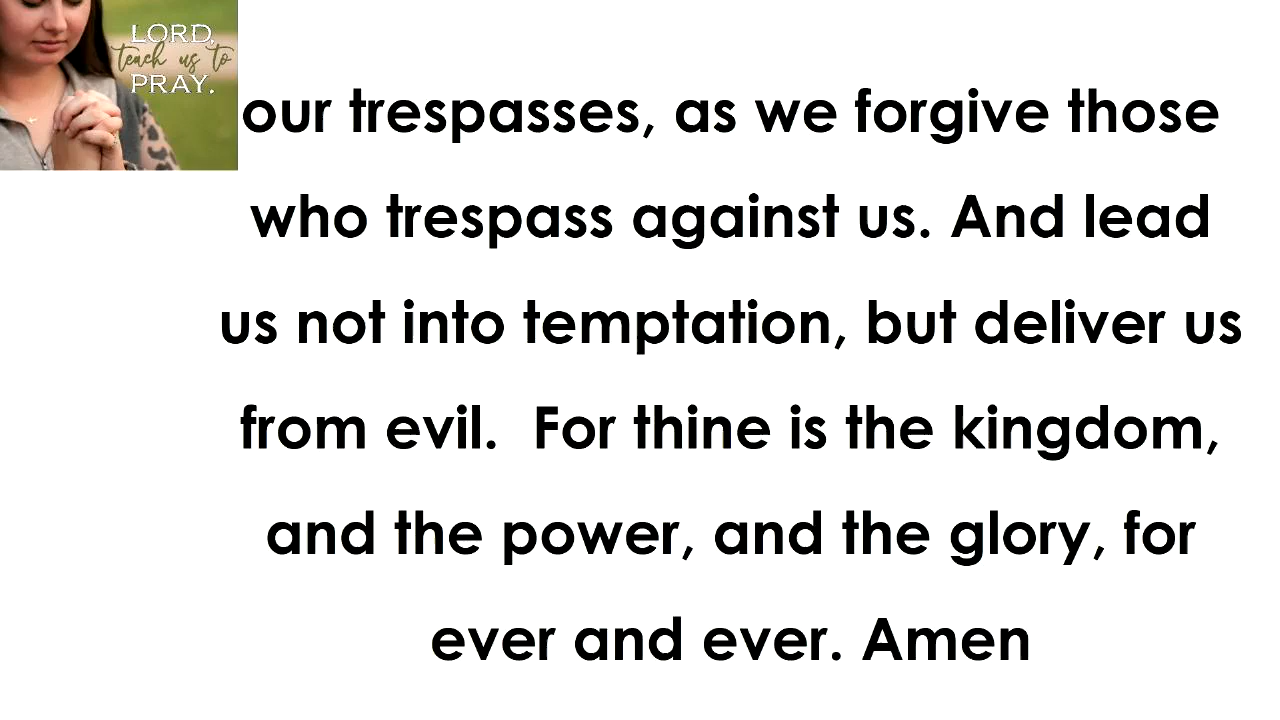 LORD,
teach us to
PRAY.
our trespasses, as we forgive those
who trespass against us. And lead
us not into temptation, but deliver us
from evil.  For thine is the kingdom,
and the power, and the glory, for
ever and ever. Amen